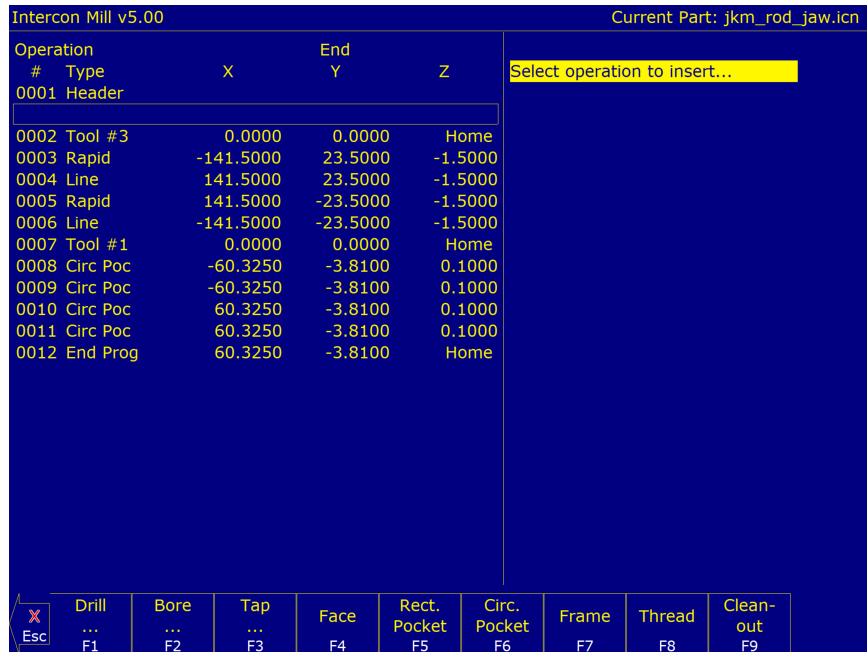 Intercon Mill v5.00 Current Part: jkm_rod_jaw.icn
Operation End
# Type X Y Z
Select operation to insert...
0001 Header
0002 Tool #3 0.0000 0.0000 Home
0003 Rapid -141.5000 23.5000 -1.5000
0004 Line 141.5000 23.5000 -1.5000
0005 Rapid 141.5000 -23.5000 -1.5000
0006 Line -141.5000 -23.5000 -1.5000
0007 Tool #1 0.0000 0.0000 Home
0008 Circ Poc -60.3250 -3.8100 0.1000
0009 Circ Poc -60.3250 -3.8100 0.1000
0010 Circ Poc 60.3250 -3.8100 0.1000
0011 Circ Poc 60.3250 -3.8100 0.1000
0012 End Prog 60.3250 -3.8100 Home
X
Esc
Drill
...
F1
Bore
...
F2
Tap
...
F3
Face
F4
Rect.
Pocket
F5
Circ.
Pocket
F6
Frame
F7
Thread
F8
Clean-
out
F9